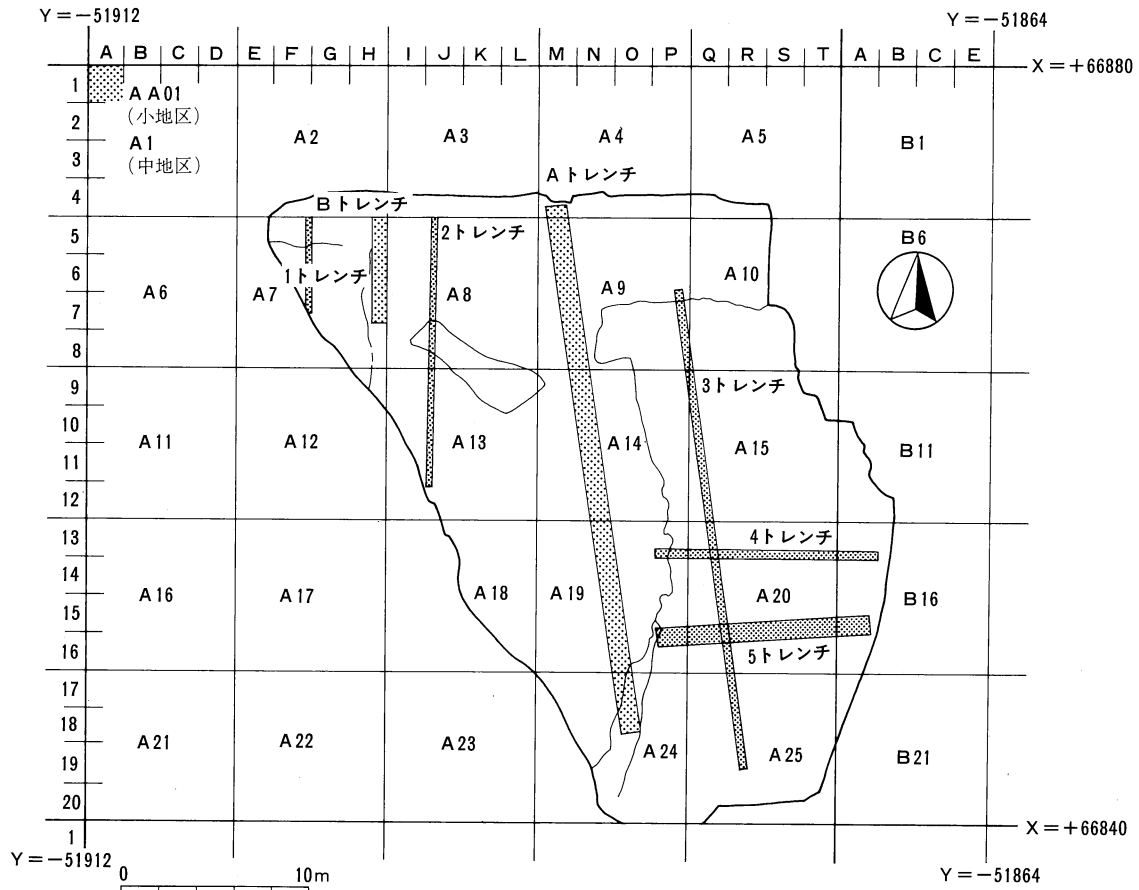 Y=-51912
Y=-51864
A B C D E F G H I J K L M N O P Q R S T A B C E
X=+66880
1
AA01
(小地区)
2
A1
A2
A3
A4
A5
B1
3
(中地区)
Aトレンチ
4
Bトレンチ
5
2トレンチ
B6
6
1トレンチ
A6
A7
A8
A9
A10
7
8
9
3トレンチ
10
A11
A12
A13
A14
A15
B11
11
12
13
4トレンチ
14
A16
A17
A18
A19
A20
B16
15
16
5トレンチ
17
18
A21
A22
A23
A24
A25
B21
19
20
1
X=+66840
Y=-51912
Y=-51864
0 10m